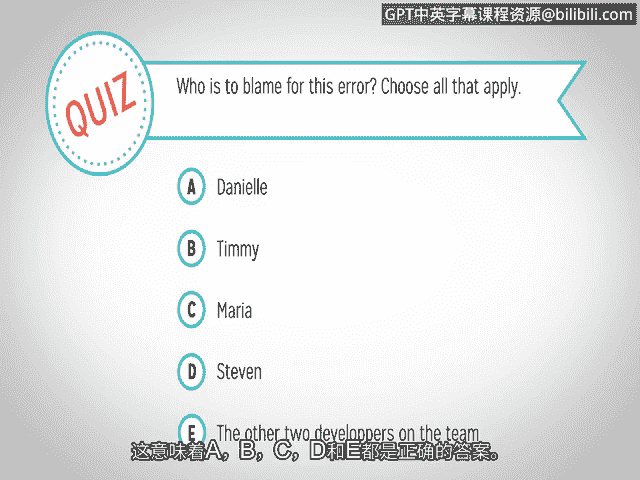 GPT中英字幕课程资源@bilibili.com
QUIZ
Who is to blame for this error? Choose all that apply.
A Danielle
B Timmy
C Maria
D Steven
E The other two developpers on the team
这意味着A，B，C，D和E都是正确的答案。